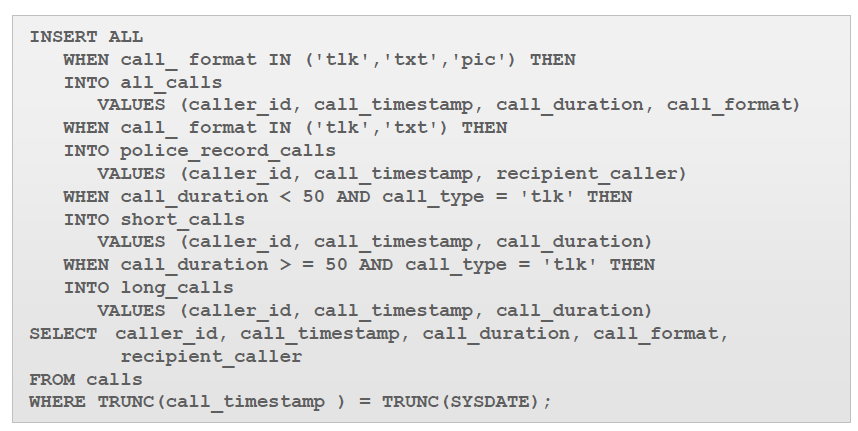 INSERT ALL
WHEN call_ format IN ('tlk','txt','pic') THEN
INTO all_calls
VALUES (caller_id, call_timestamp, call_duration, call_format)
WHEN call_ format IN ('tlk','txt') THEN
INTO police_record_calls
VALUES (caller_id, call_timestamp, recipient_caller)
WHEN call_duration < 50 AND call_type = 'tlk' THEN
INTO short_calls
VALUES (caller_id, call_timestamp, call_duration)
WHEN call_duration > = 50 AND call_type = 'tlk' THEN
INTO long_calls
VALUES (caller_id, call_timestamp, call_duration)
SELECT caller_id, call_timestamp, call_duration, call_format,
recipient_caller
FROM calls
WHERE TRUNC(call_timestamp ) = TRUNC(SYSDATE);